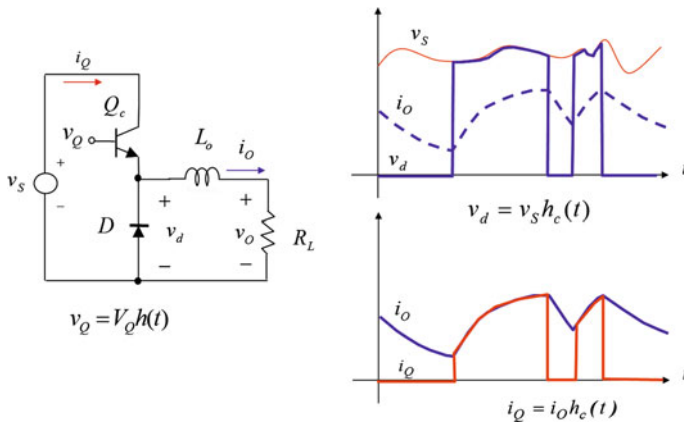 i_Q
Q_c
v_Q
L_o
i_O
v_S
+
−
D
+
v_d
−
+
v_O
−
R_L
v_Q = V_Q h(t)
v_S
i_O
v_d
t
v_d = v_S h_c(t)
i_O
i_Q
t
i_Q = i_O h_c(t)